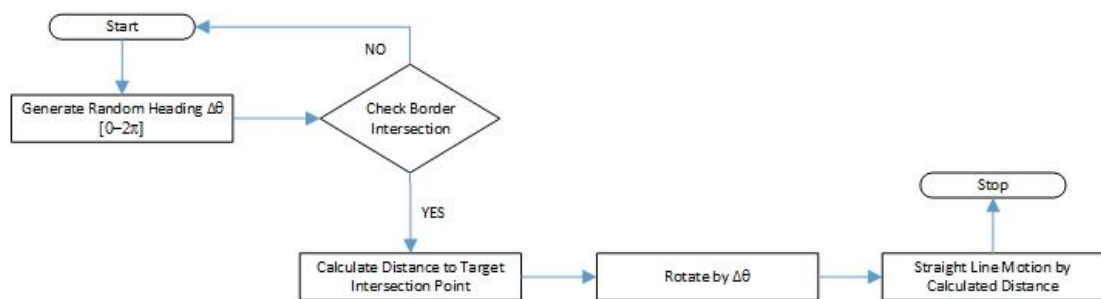 Start
NO
Generate Random Heading Δθ
[0–2π]
Check Border
Intersection
YES
Stop
Calculate Distance to Target
Intersection Point
Rotate by Δθ
Straight Line Motion by
Calculated Distance